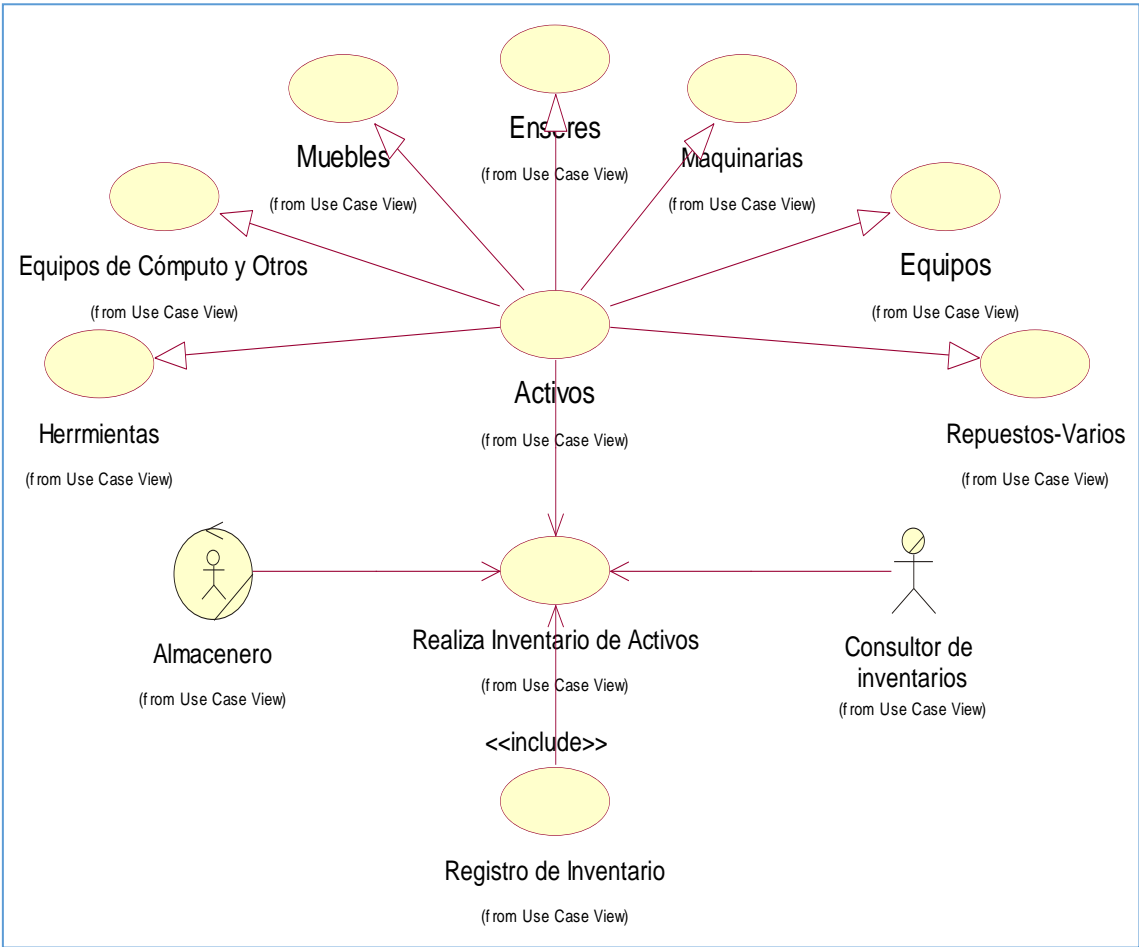 Enseres
(from Use Case View)
Muebles
(from Use Case View)
Maquinarias
(from Use Case View)
Equipos de Cómputo y Otros
(from Use Case View)
Equipos
(from Use Case View)
Activos
(from Use Case View)
Herrmientas
(from Use Case View)
Repuestos-Varios
(from Use Case View)
Almacenero
(from Use Case View)
Realiza Inventario de Activos
(from Use Case View)
Consultor de
inventarios
(from Use Case View)
<<include>>
Registro de Inventario
(from Use Case View)